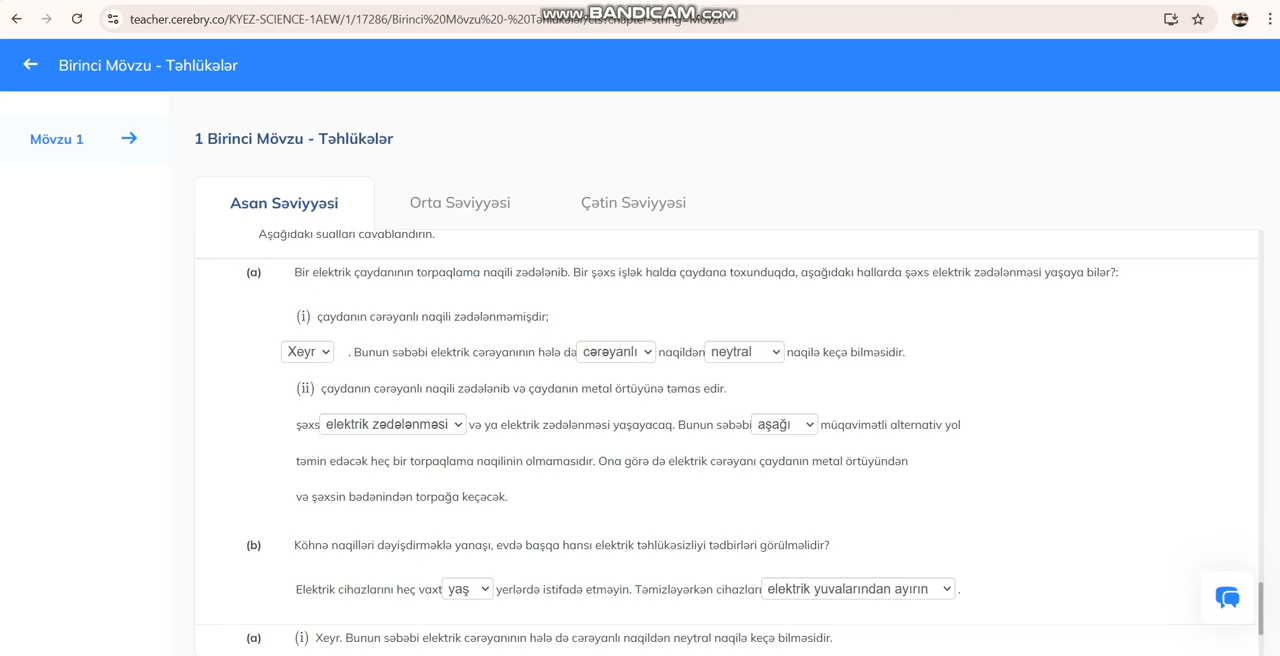 www.BANDICAM.com
teacher.cerebry.co/KYEZ-SCIENCE-1AEW/1/17286/Birinci%20Mövzu%20-%20Təhlükələr/cts?chapter-string=Mövzu
Birinci Mövzu - Təhlükələr
Mövzu 1
1 Birinci Mövzu - Təhlükələr
Asan Səviyyəsi Orta Səviyyəsi Çətin Səviyyəsi
Aşağıdakı sualları cavablandırın.
(a) Bir elektrik çaydanının torpaqlama naqili zədələnib. Bir şəxs işlək halda çaydana toxunduqda, aşağıdakı hallarda şəxs elektrik zədələnməsi yaşaya bilər?:
(i) çaydanın cərəyanlı naqili zədələnməmişdir;
Xeyr . Bunun səbəbi elektrik cərəyanının hələ də cərəyanlı naqildən neytral naqilə keçə bilməsidir.
(ii) çaydanın cərəyanlı naqili zədələnib və çaydanın metal örtüyünə təmas edir.
şəxs elektrik zədələnməsi və ya elektrik zədələnməsi yaşayacaq. Bunun səbəbi aşağı müqavimətli alternativ yol
təmin edəcək heç bir torpaqlama naqilinin olmamasıdır. Ona görə də elektrik cərəyanı çaydanın metal örtüyündən
və şəxsin bədənindən torpağa keçəcək.
(b) Köhnə naqilləri dəyişdirməklə yanaşı, evdə başqa hansı elektrik təhlükəsizliyi tədbirləri görülməlidir?
Elektrik cihazlarını heç vaxt yaş yerlərdə istifadə etməyin. Təmizləyərkən cihazları elektrik yuvalarından ayırın .
(a) (i) Xeyr. Bunun səbəbi elektrik cərəyanının hələ də cərəyanlı naqildən neytral naqilə keçə bilməsidir.